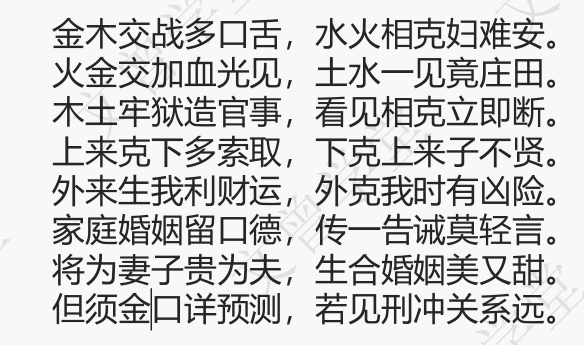 金木交战多口舌，水火相克妇难安。
火金交加血光见，土水一见竟庄田。
木土牢狱造官事，看见相克立即断。
上来克下多索取，下克上来子不贤。
外来生我利财运，外克我时有凶险。
家庭婚姻留口德，传一告诫莫轻言。
将为妻子贵为夫，生合婚姻美又甜。
但须金口详预测，若见刑冲关系远。